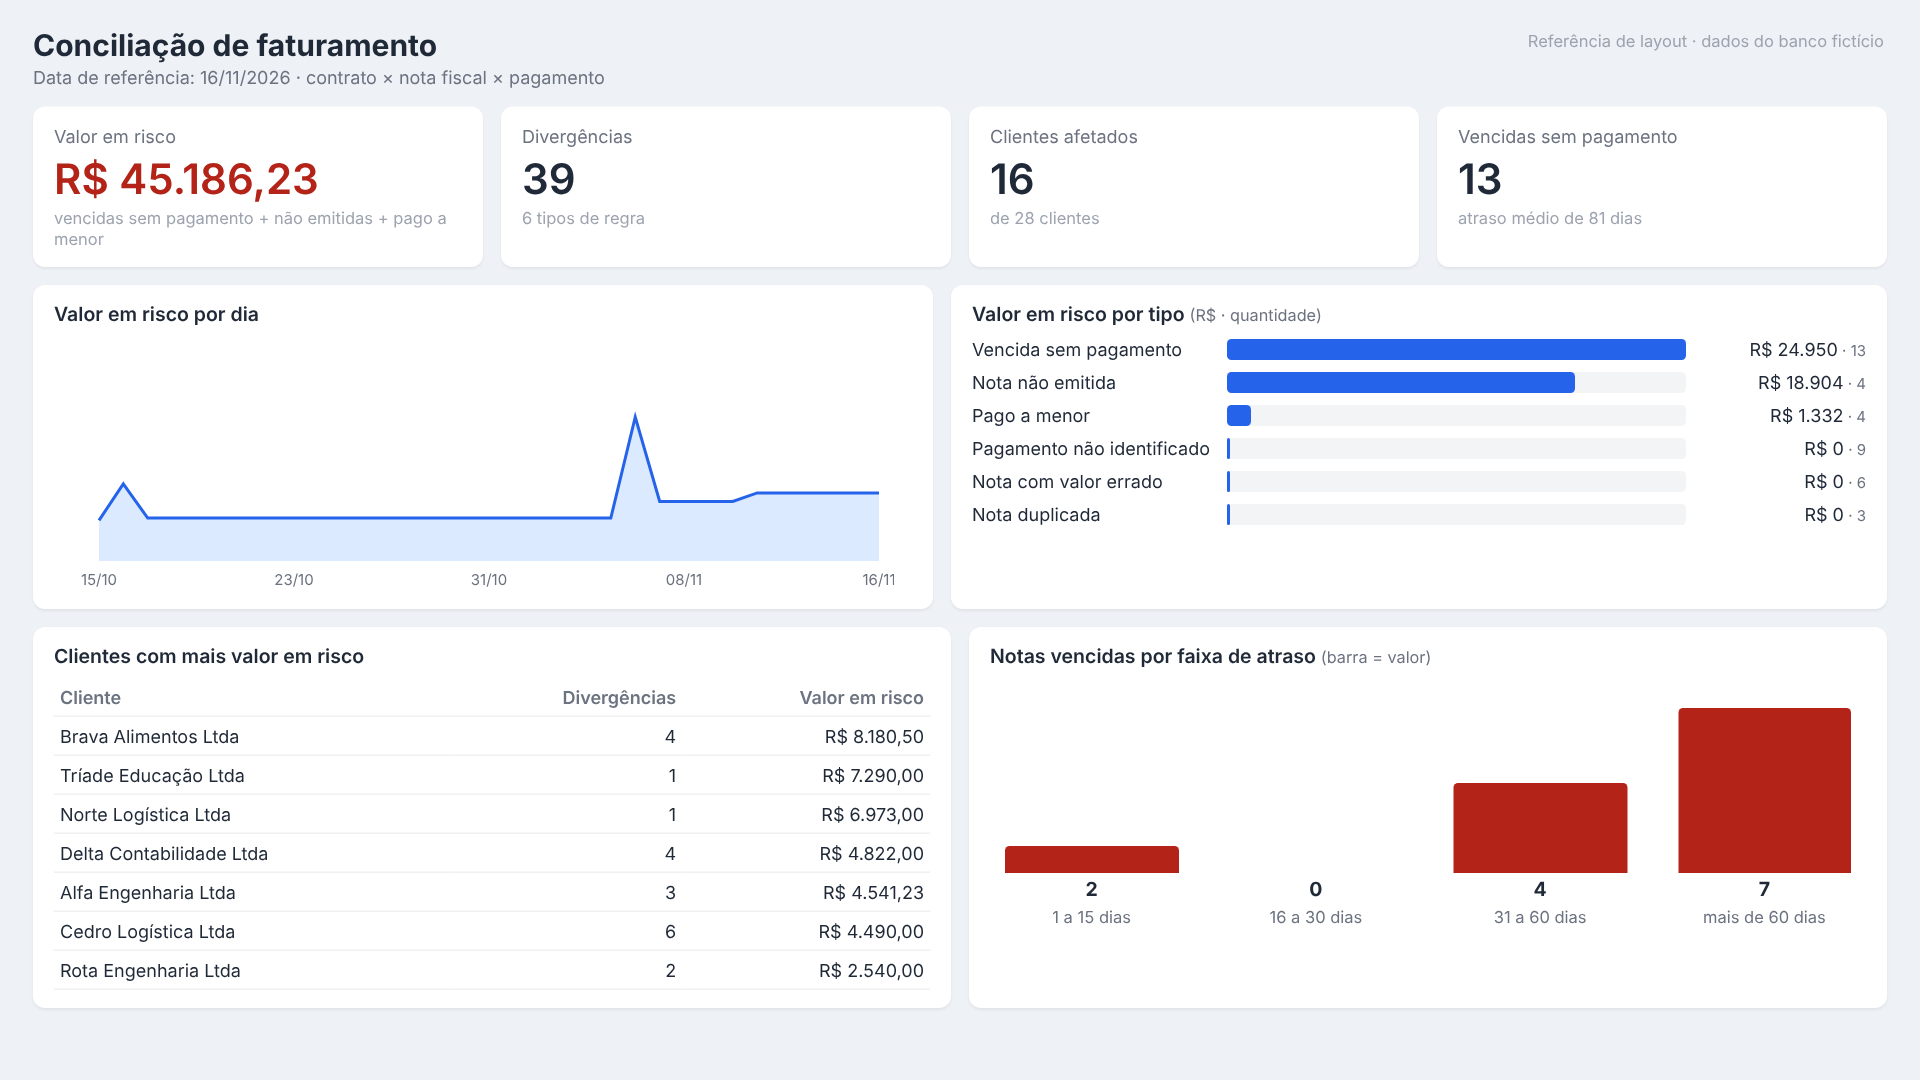 Conciliação de faturamento
Referência de layout · dados do banco fictício
Data de referência: 16/11/2026 · contrato × nota fiscal × pagamento
Valor em risco
R$ 45.186,23
vencidas sem pagamento + não emitidas + pago a
menor
Divergências
39
6 tipos de regra
Clientes afetados
16
de 28 clientes
Vencidas sem pagamento
13
atraso médio de 81 dias
Valor em risco por dia
15/10 23/10 31/10 08/11 16/11
Valor em risco por tipo (R$ · quantidade)
Vencida sem pagamento R$ 24.950 · 13
Nota não emitida R$ 18.904 · 4
Pago a menor R$ 1.332 · 4
Pagamento não identificado R$ 0 · 9
Nota com valor errado R$ 0 · 6
Nota duplicada R$ 0 · 3
Clientes com mais valor em risco
Cliente Divergências Valor em risco
Brava Alimentos Ltda 4 R$ 8.180,50
Tríade Educação Ltda 1 R$ 7.290,00
Norte Logística Ltda 1 R$ 6.973,00
Delta Contabilidade Ltda 4 R$ 4.822,00
Alfa Engenharia Ltda 3 R$ 4.541,23
Cedro Logística Ltda 6 R$ 4.490,00
Rota Engenharia Ltda 2 R$ 2.540,00
Notas vencidas por faixa de atraso (barra = valor)
2 0 4 7
1 a 15 dias 16 a 30 dias 31 a 60 dias mais de 60 dias